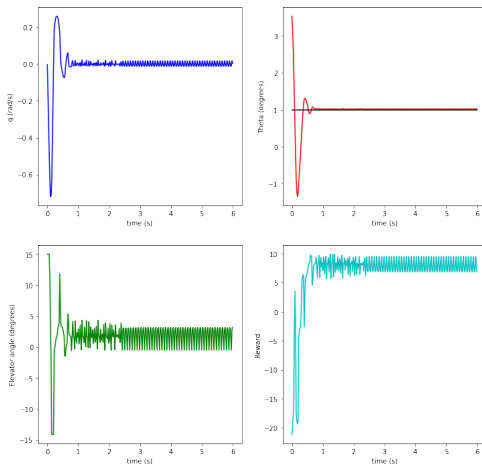 0.2
0.0
−0.2
−0.4
−0.6
q (rad/s)
0 1 2 3 4 5 6
time (s)
3
2
1
0
−1
Theta (degrees)
0 1 2 3 4 5 6
time (s)
15
10
5
0
−5
−10
−15
Elevator angle (degrees)
0 1 2 3 4 5 6
time (s)
10
5
0
−5
−10
−15
−20
Reward
0 1 2 3 4 5 6
time (s)